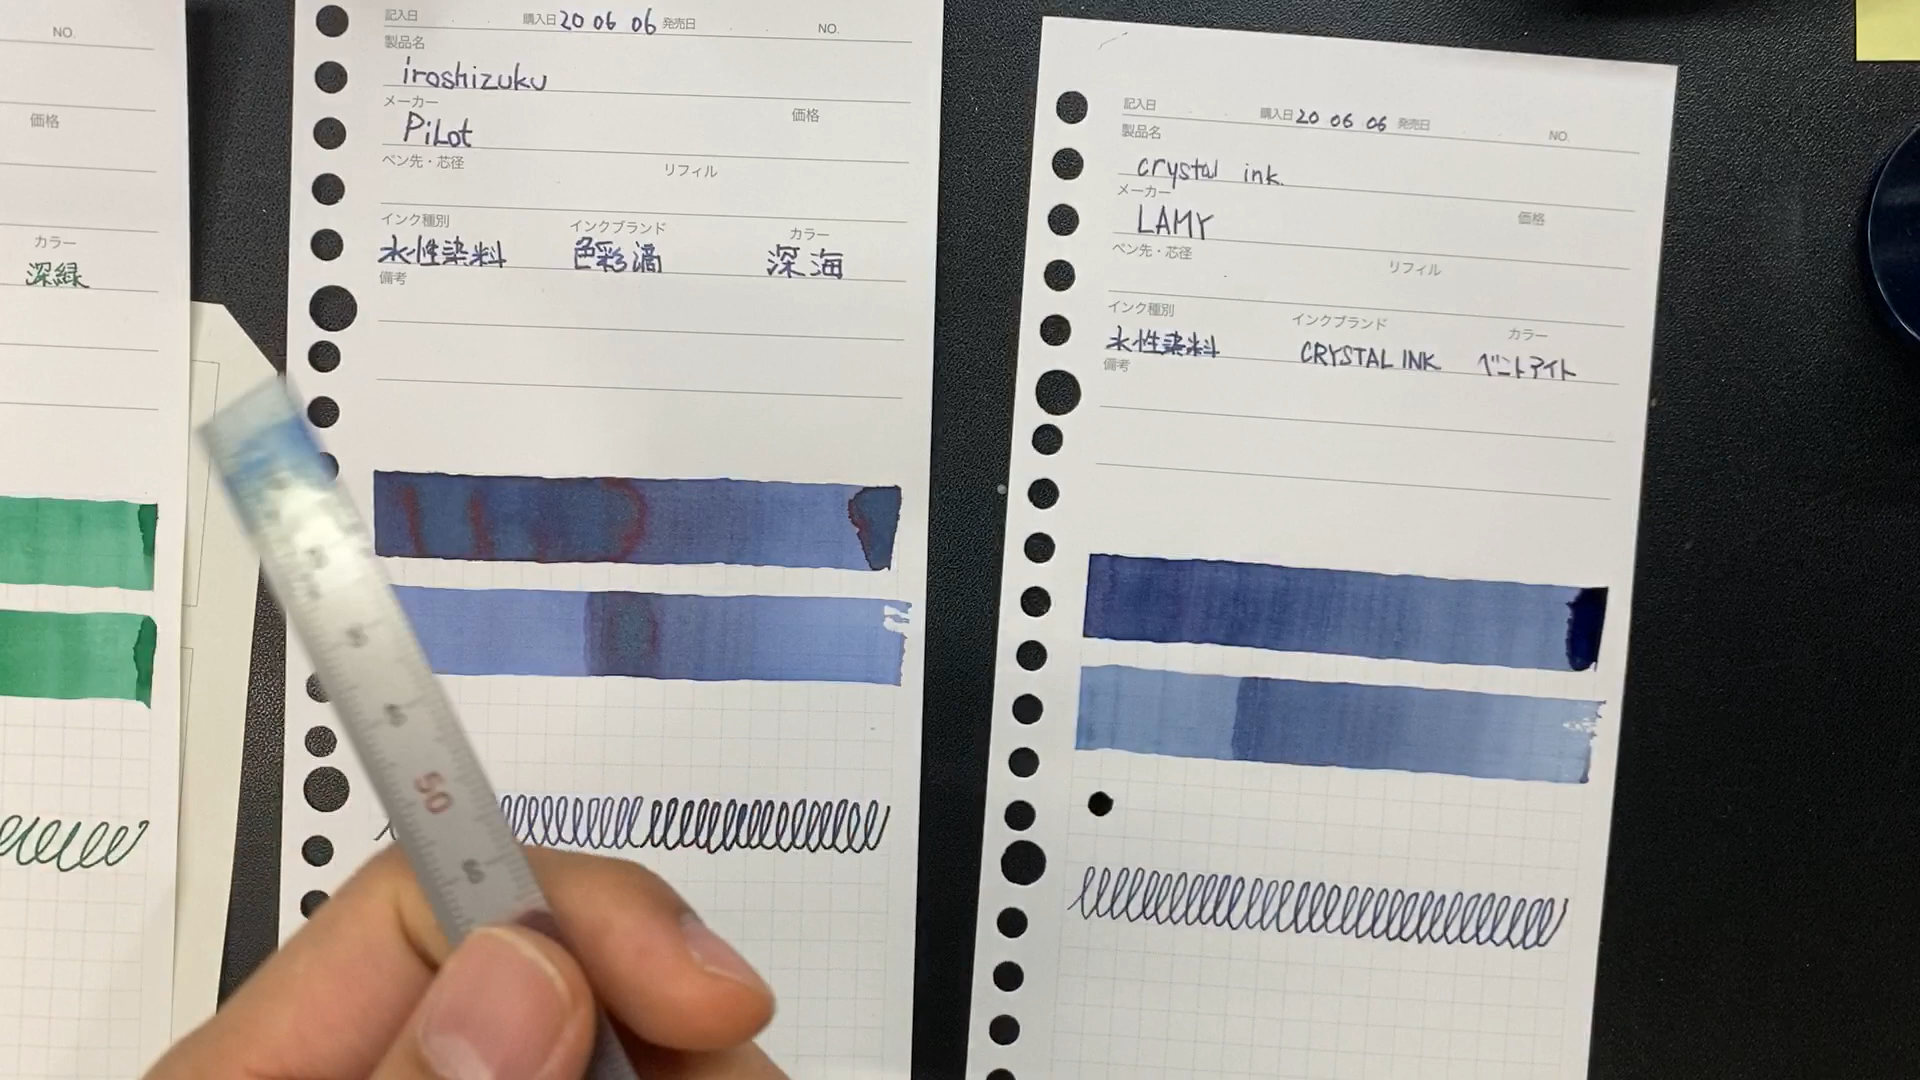 NO.
価格
カラー
深緑
記入日 購入日 20 06 06 発売日 NO.
製品名
iroshizuku
メーカー 価格
PiLot
ペン先・芯径 リフィル
インク種別 インクブランド カラー
水性染料 色彩滴 深海
備考
記入日 購入日 20 06 06 発売日 NO.
製品名
crystal ink.
メーカー 価格
LAMY
ペン先・芯径 リフィル
インク種別 インクブランド カラー
水性染料 CRYSTAL INK ベニトアイト
備考
50